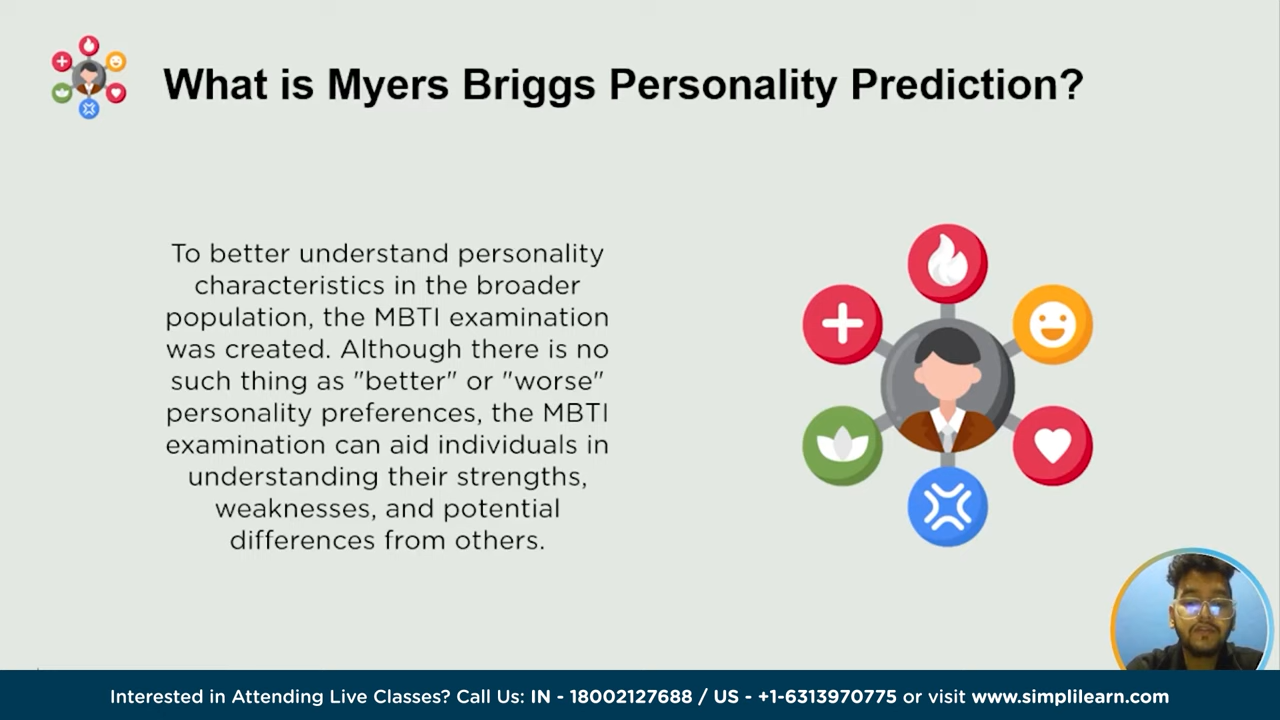 What is Myers Briggs Personality Prediction?
To better understand personality
characteristics in the broader
population, the MBTI examination
was created. Although there is no
such thing as "better" or "worse"
personality preferences, the MBTI
examination can aid individuals in
understanding their strengths,
weaknesses, and potential
differences from others.
Interested in Attending Live Classes? Call Us: IN - 18002127688 / US - +1-6313970775 or visit www.simplilearn.com